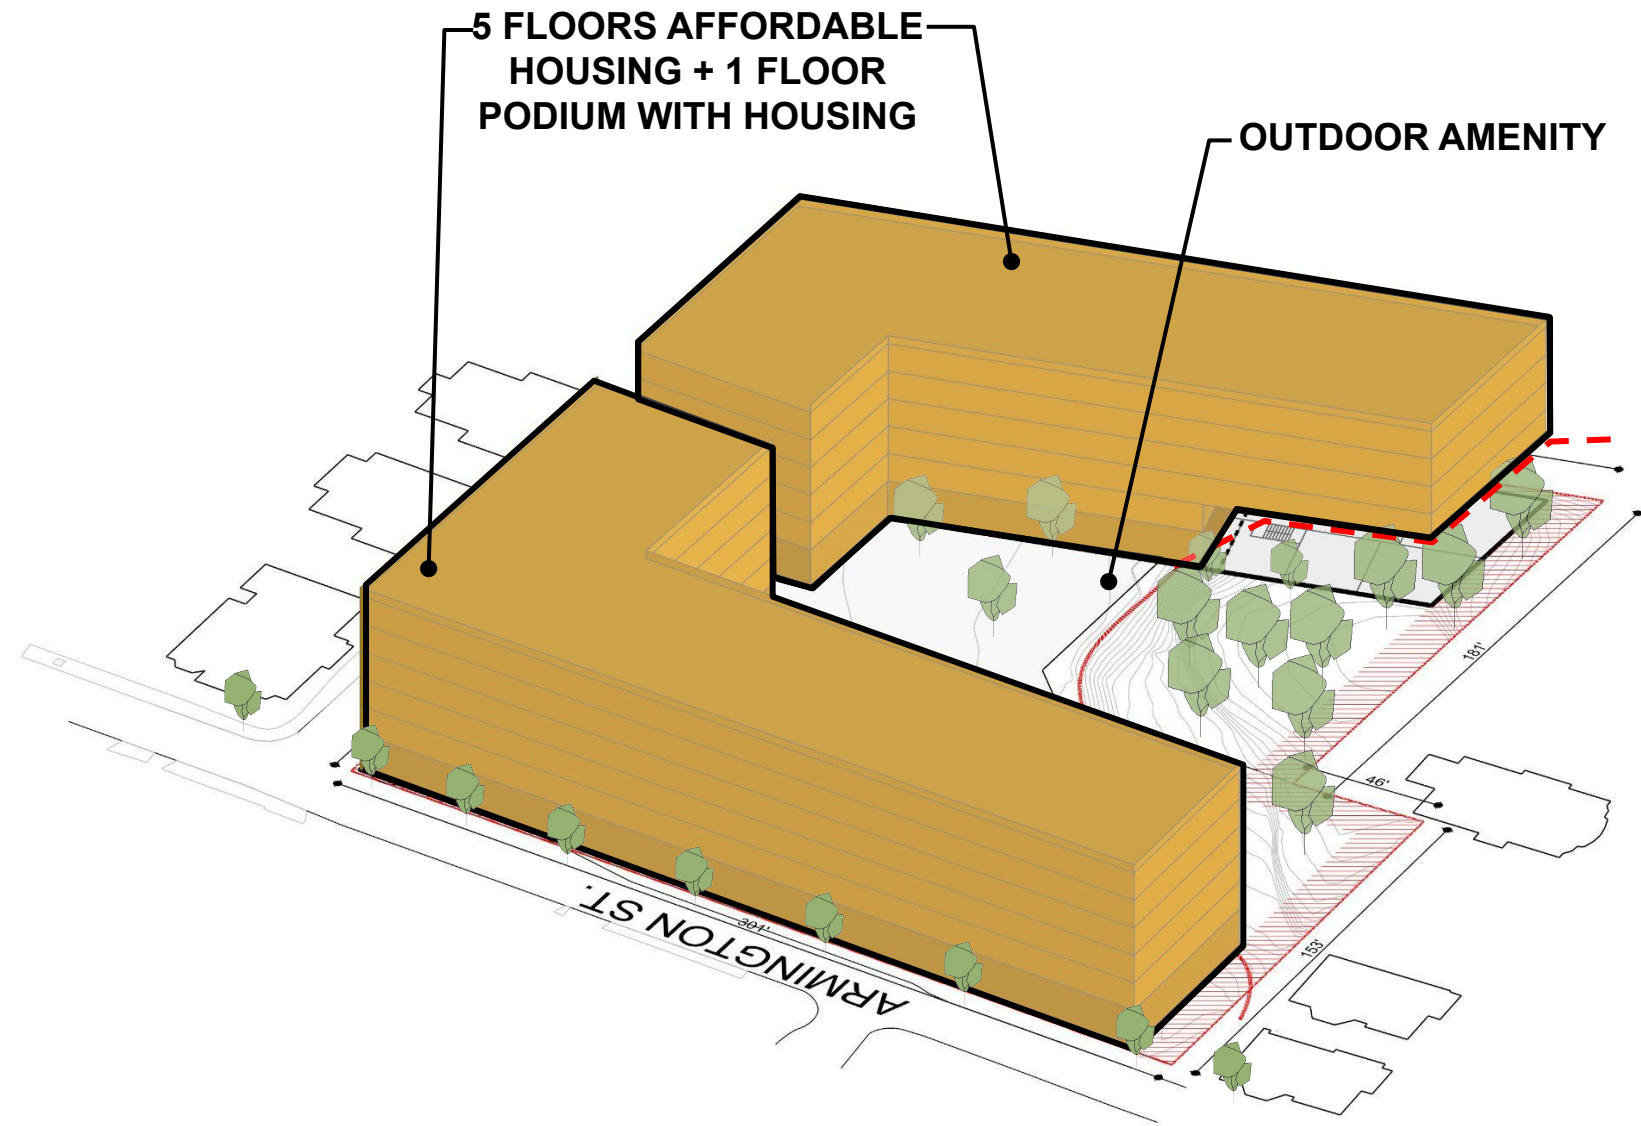 5 FLOORS AFFORDABLE
HOUSING + 1 FLOOR
PODIUM WITH HOUSING
OUTDOOR AMENITY
181'
46'
153'
301'
ARMINGTON ST.